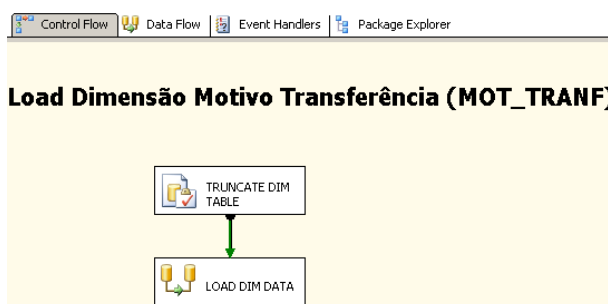 Control Flow Data Flow Event Handlers Package Explorer
Load Dimensão Motivo Transferência (MOT_TRANF)
TRUNCATE DIM
TABLE
LOAD DIM DATA